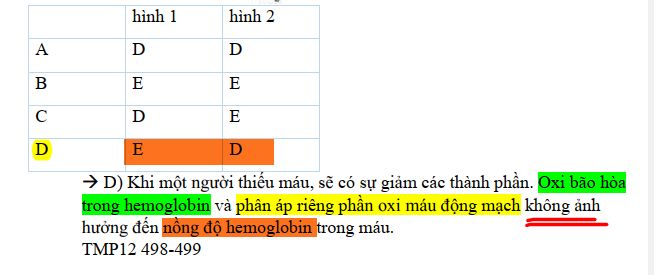 hình 1 hình 2
A D D
B E E
C D E
D E D
→ D) Khi một người thiếu máu, sẽ có sự giảm các thành phần. Oxi bão hòa
trong hemoglobin và phân áp riêng phần oxi máu động mạch không ảnh
hưởng đến nồng độ hemoglobin trong máu.
TMP12 498-499